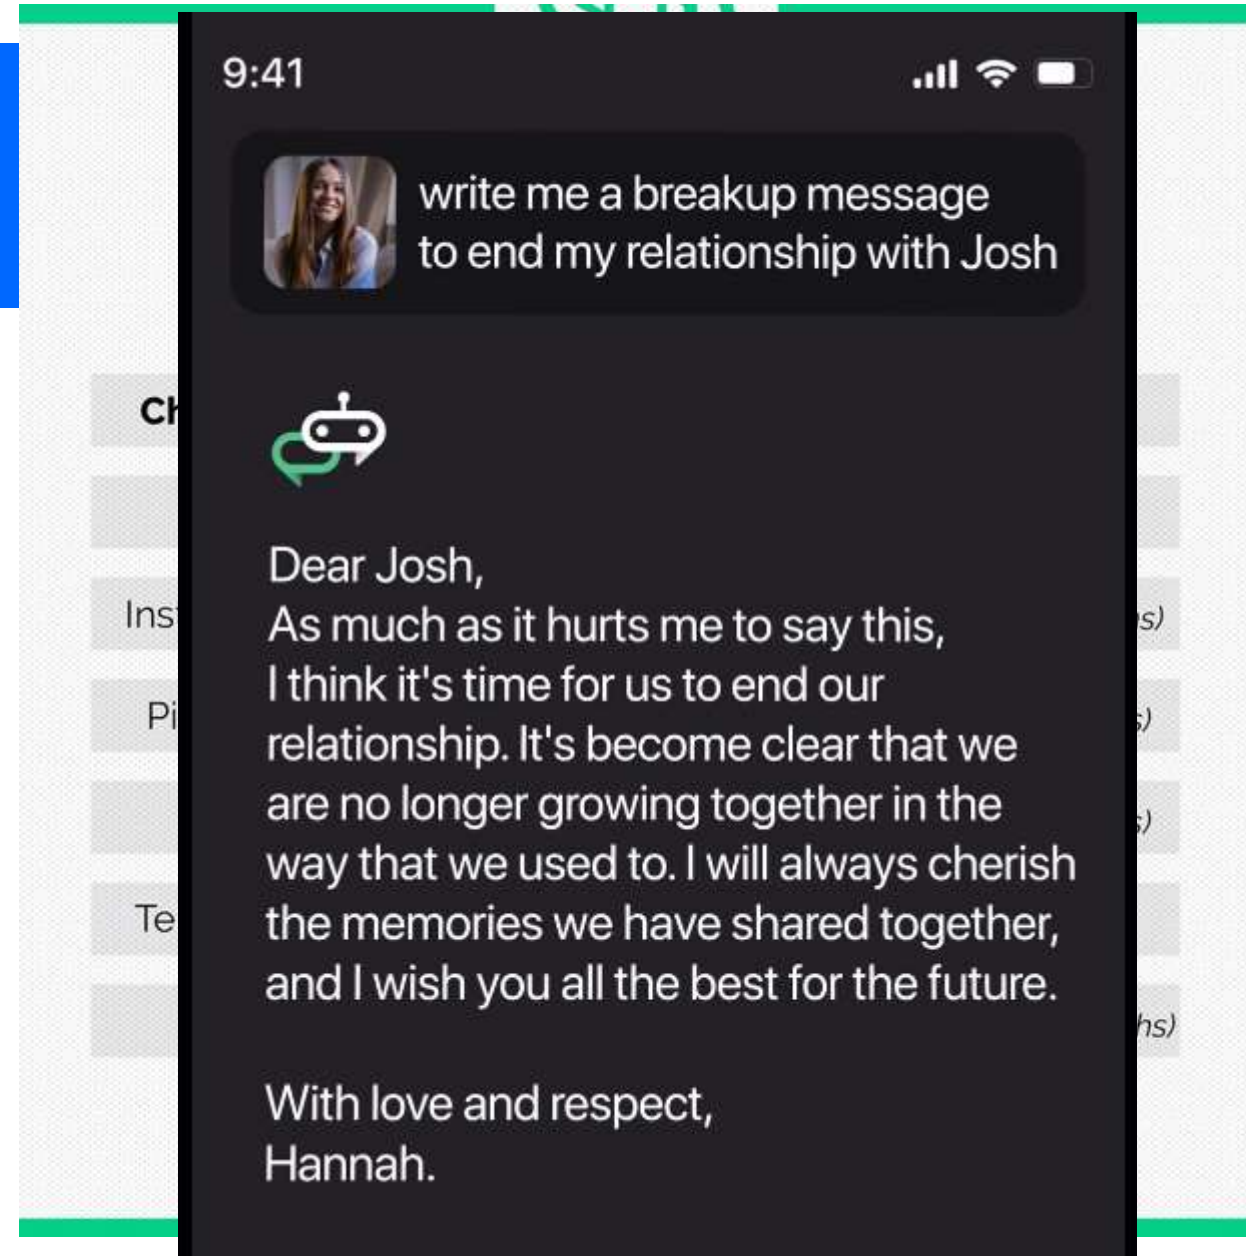 9:41
write me a breakup message
to end my relationship with Josh
Dear Josh,
As much as it hurts me to say this,
I think it's time for us to end our
relationship. It's become clear that we
are no longer growing together in the
way that we used to. I will always cherish
the memories we have shared together,
and I wish you all the best for the future.
With love and respect,
Hannah.